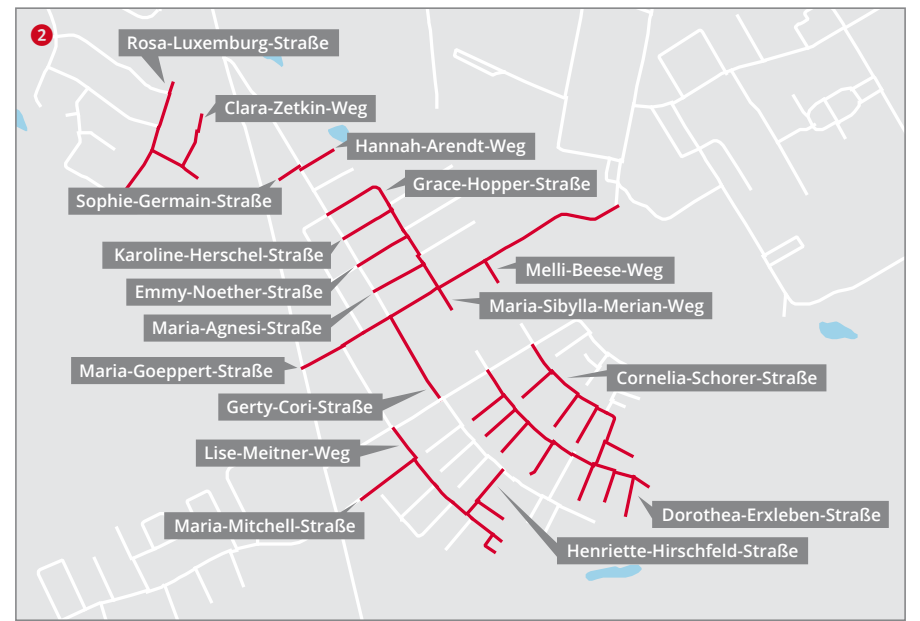 2
Rosa-Luxemburg-Straße
Clara-Zetkin-Weg
Hannah-Arendt-Weg
Grace-Hopper-Straße
Sophie-Germain-Straße
Karoline-Herschel-Straße
Melli-Beese-Weg
Emmy-Noether-Straße
Maria-Sibylla-Merian-Weg
Maria-Agnesi-Straße
Maria-Goeppert-Straße
Cornelia-Schorer-Straße
Gerty-Cori-Straße
Lise-Meitner-Weg
Dorothea-Erxleben-Straße
Maria-Mitchell-Straße
Henriette-Hirschfeld-Straße